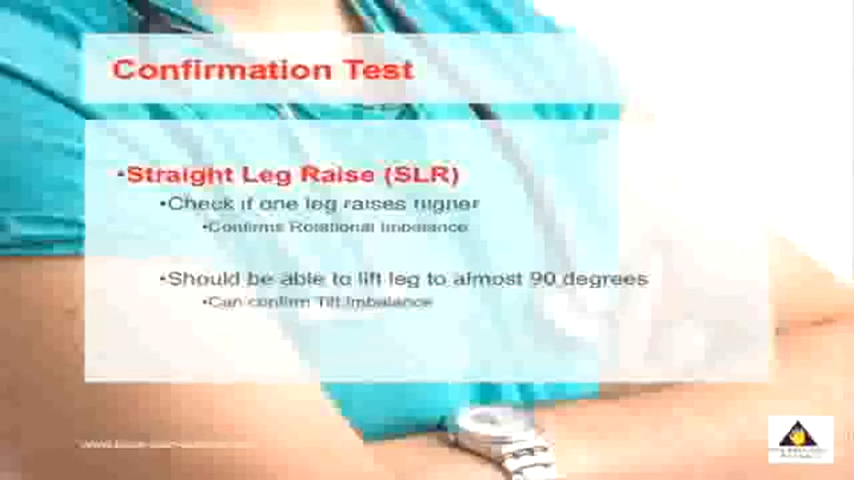 Confirmation Test
•Straight Leg Raise (SLR)
•Check if one leg raises higher
•Confirms Rotational Imbalance
•Should be able to lift leg to almost 90 degrees
•Can confirm Tilt Imbalance